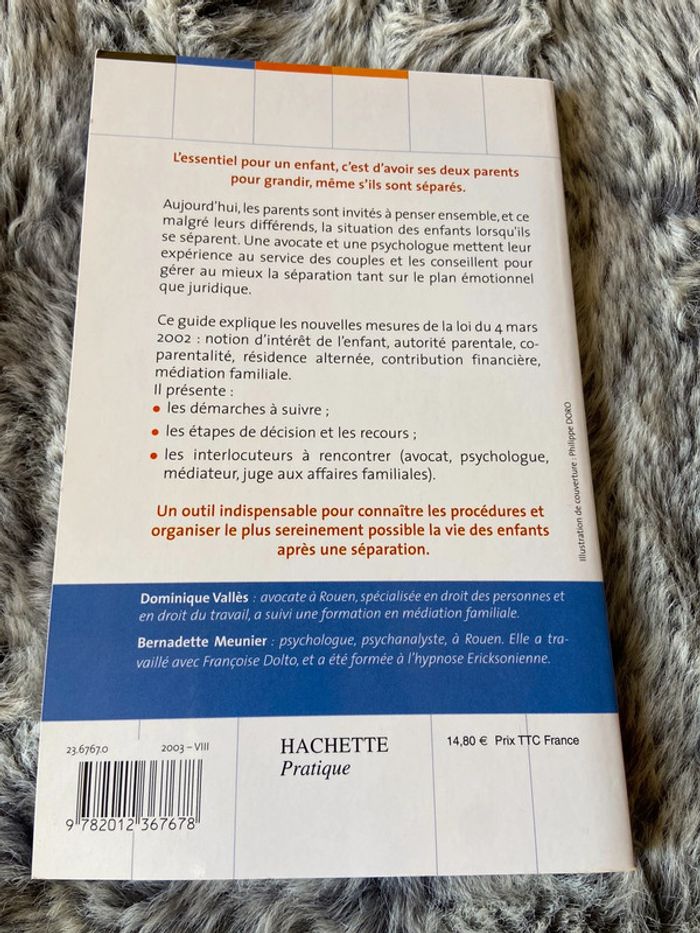 L'essentiel pour un enfant, c'est d'avoir ses deux parents
pour grandir, même s'ils sont séparés.
Aujourd'hui, les parents sont invités à penser ensemble, et ce
malgré leurs différends, la situation des enfants lorsqu'ils
se séparent. Une avocate et une psychologue mettent leur
expérience au service des couples et les conseillent pour
gérer au mieux la séparation tant sur le plan émotionnel
que juridique.
Ce guide explique les nouvelles mesures de la loi du 4 mars
2002 : notion d'intérêt de l'enfant, autorité parentale, co-
parentalité, résidence alternée, contribution financière,
médiation familiale.
Il présente :
• les démarches à suivre ;
• les étapes de décision et les recours ;
• les interlocuteurs à rencontrer (avocat, psychologue,
médiateur, juge aux affaires familiales).
Un outil indispensable pour connaître les procédures et
organiser le plus sereinement possible la vie des enfants
après une séparation.
Illustration de couverture : Philippe DORO
Dominique Vallès : avocate à Rouen, spécialisée en droit des personnes et
en droit du travail, a suivi une formation en médiation familiale.
Bernadette Meunier : psychologue, psychanalyste, à Rouen. Elle a tra-
vaillé avec Françoise Dolto, et a été formée à l'hypnose Ericksonienne.
23.6767.0 2003 – VIII
HACHETTE
Pratique
14,80 € Prix TTC France
9 782012 367678